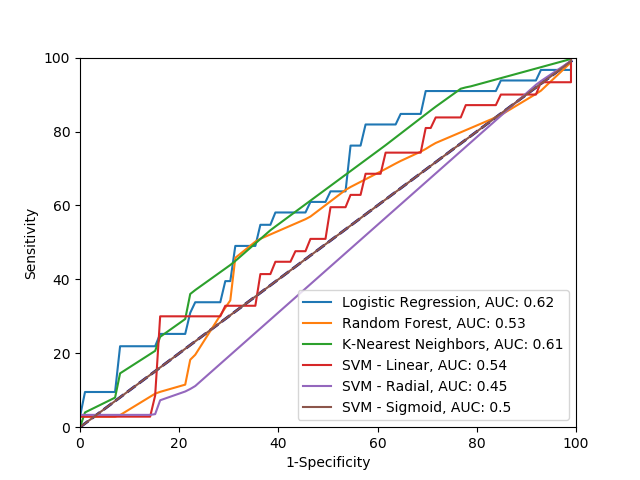 100
80
60
40
20
0
Sensitivity
0 20 40 60 80 100
1-Specificity
Logistic Regression, AUC: 0.62
Random Forest, AUC: 0.53
K-Nearest Neighbors, AUC: 0.61
SVM - Linear, AUC: 0.54
SVM - Radial, AUC: 0.45
SVM - Sigmoid, AUC: 0.5